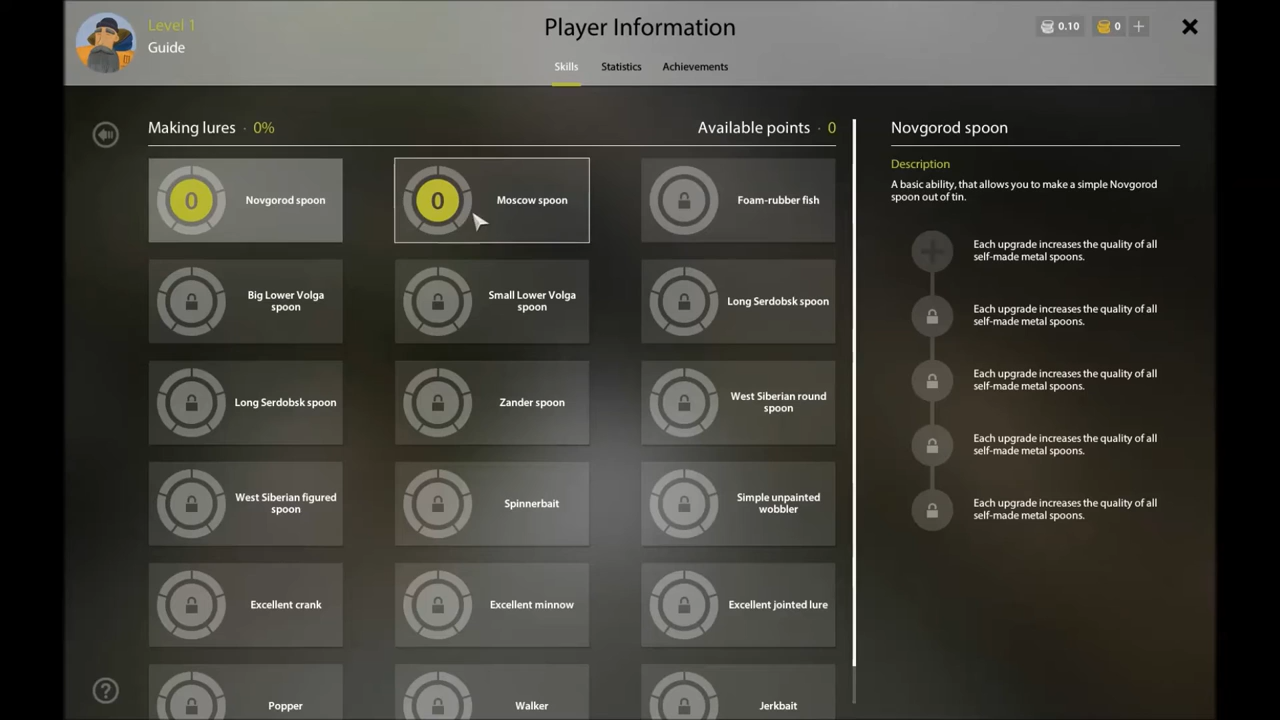 Level 1
Guide
Player Information
0.10
0
Skills
Statistics
Achievements
Making lures · 0%
Available points · 0
0
Novgorod spoon
0
Moscow spoon
Foam-rubber fish
Big Lower Volga
spoon
Small Lower Volga
spoon
Long Serdobsk spoon
Long Serdobsk spoon
Zander spoon
West Siberian round
spoon
West Siberian figured
spoon
Spinnerbait
Simple unpainted
wobbler
Excellent crank
Excellent minnow
Excellent jointed lure
Popper
Walker
Jerkbait
Novgorod spoon
Description
A basic ability, that allows you to make a simple Novgorod
spoon out of tin.
Each upgrade increases the quality of all
self-made metal spoons.
Each upgrade increases the quality of all
self-made metal spoons.
Each upgrade increases the quality of all
self-made metal spoons.
Each upgrade increases the quality of all
self-made metal spoons.
Each upgrade increases the quality of all
self-made metal spoons.